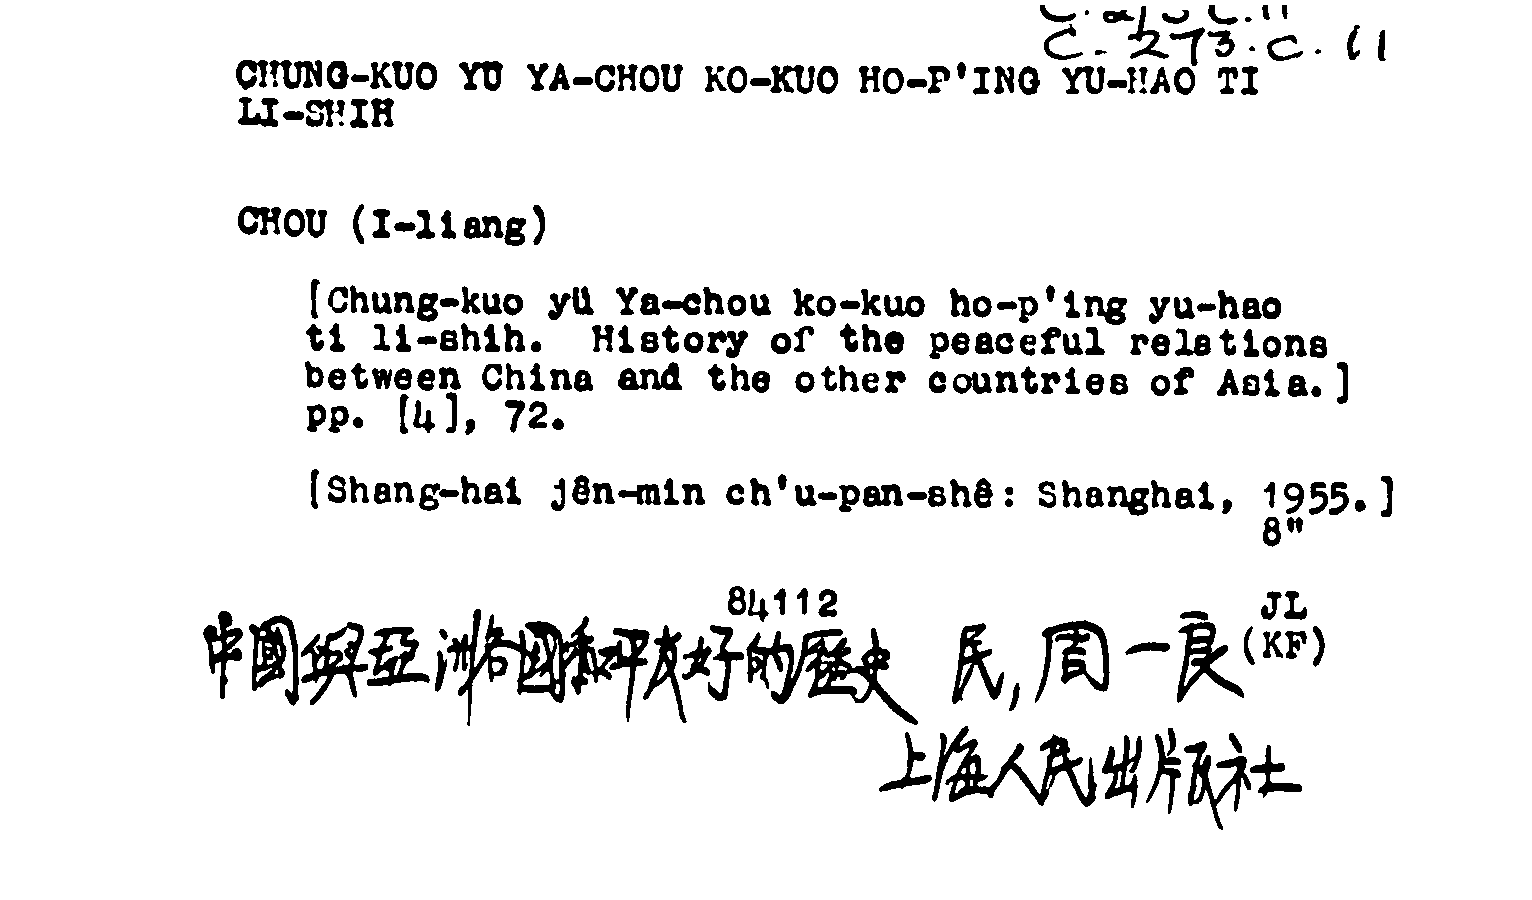 C. 273.c.11
CHUNG-KUO YU YA-CHOU KO-KUO HO-P'ING YU-HAO TI
LI-SHIH
CHOU (I-liang)
[Chung-kuo yü Ya-chou ko-kuo ho-p'ing yu-hao
ti li-shih.  History of the peaceful relations
between China and the other countries of Asia.]
pp. [4], 72.
[Shang-hai jên-min ch'u-pan-shê: Shanghai, 1955.]
8"
84112
JL
(KF)
中國與亞洲各國和平友好的歷史 民, 周一良
上海人民出版社